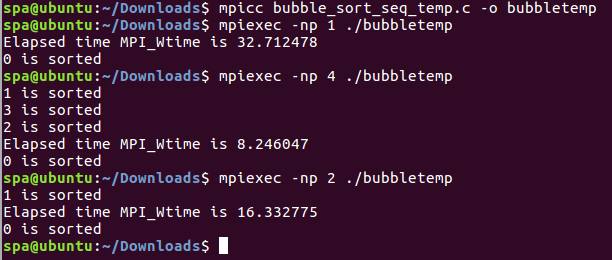 spa@ubuntu:~/Downloads$ mpicc bubble_sort_seq_temp.c -o bubbletemp
spa@ubuntu:~/Downloads$ mpiexec -np 1 ./bubbletemp
Elapsed time MPI_Wtime is 32.712478
0 is sorted
spa@ubuntu:~/Downloads$ mpiexec -np 4 ./bubbletemp
1 is sorted
3 is sorted
2 is sorted
Elapsed time MPI_Wtime is 8.246047
0 is sorted
spa@ubuntu:~/Downloads$ mpiexec -np 2 ./bubbletemp
1 is sorted
Elapsed time MPI_Wtime is 16.332775
0 is sorted
spa@ubuntu:~/Downloads$